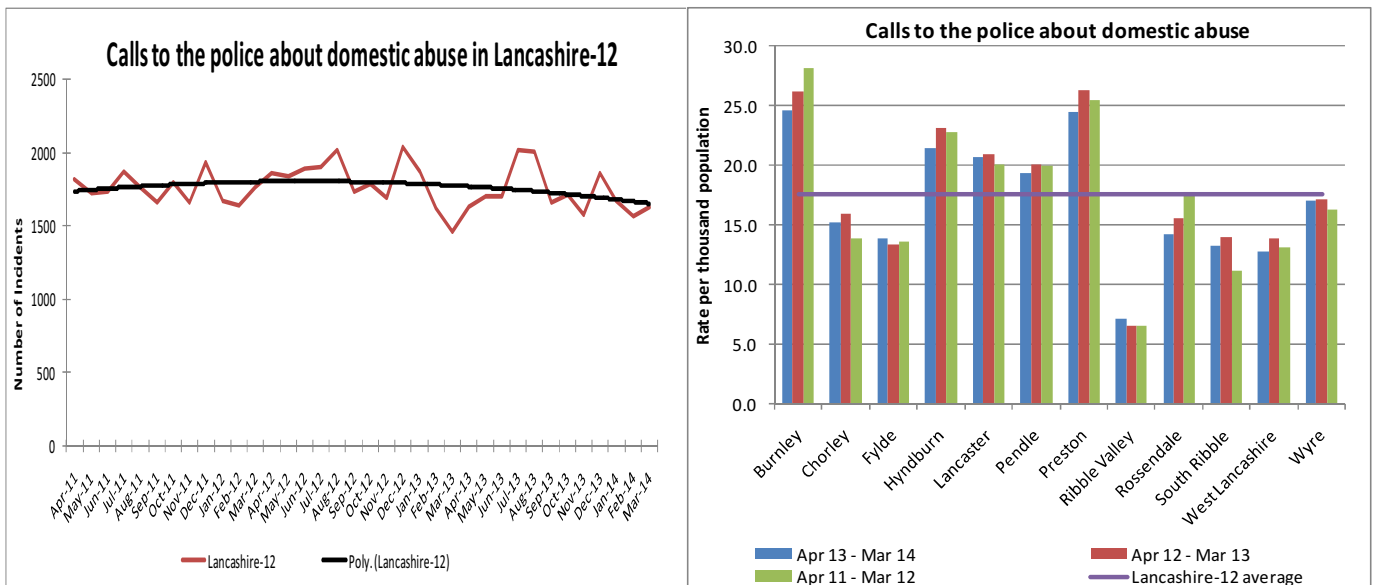 Calls to the police about domestic abuse in Lancashire-12
Number of Incidents
2500
2000
1500
1000
500
0
Apr-11
May-11
Jun-11
Jul-11
Aug-11
Sep-11
Oct-11
Nov-11
Dec-11
Jan-12
Feb-12
Mar-12
Apr-12
May-12
Jun-12
Jul-12
Aug-12
Sep-12
Oct-12
Nov-12
Dec-12
Jan-13
Feb-13
Mar-13
Apr-13
May-13
Jun-13
Jul-13
Aug-13
Sep-13
Oct-13
Nov-13
Dec-13
Jan-14
Feb-14
Mar-14
Lancashire-12
Poly. (Lancashire-12)
Calls to the police about domestic abuse
Rate per thousand population
30.0
25.0
20.0
15.0
10.0
5.0
0.0
Burnley
Chorley
Fylde
Hyndburn
Lancaster
Pendle
Preston
Ribble Valley
Rossendale
South Ribble
West Lancashire
Wyre
Apr 13 - Mar 14
Apr 12 - Mar 13
Apr 11 - Mar 12
Lancashire-12 average